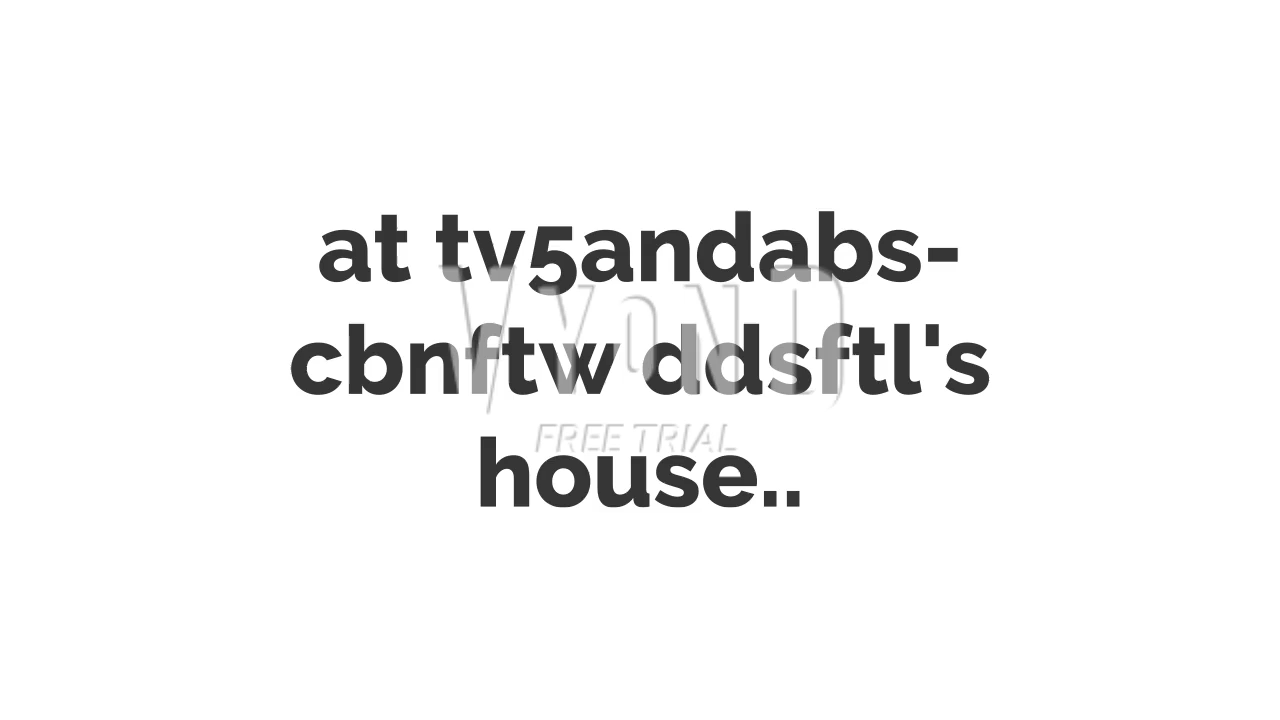 at tv5andabs-
cbnftw ddsftl's
house..
VYOND
FREE TRIAL